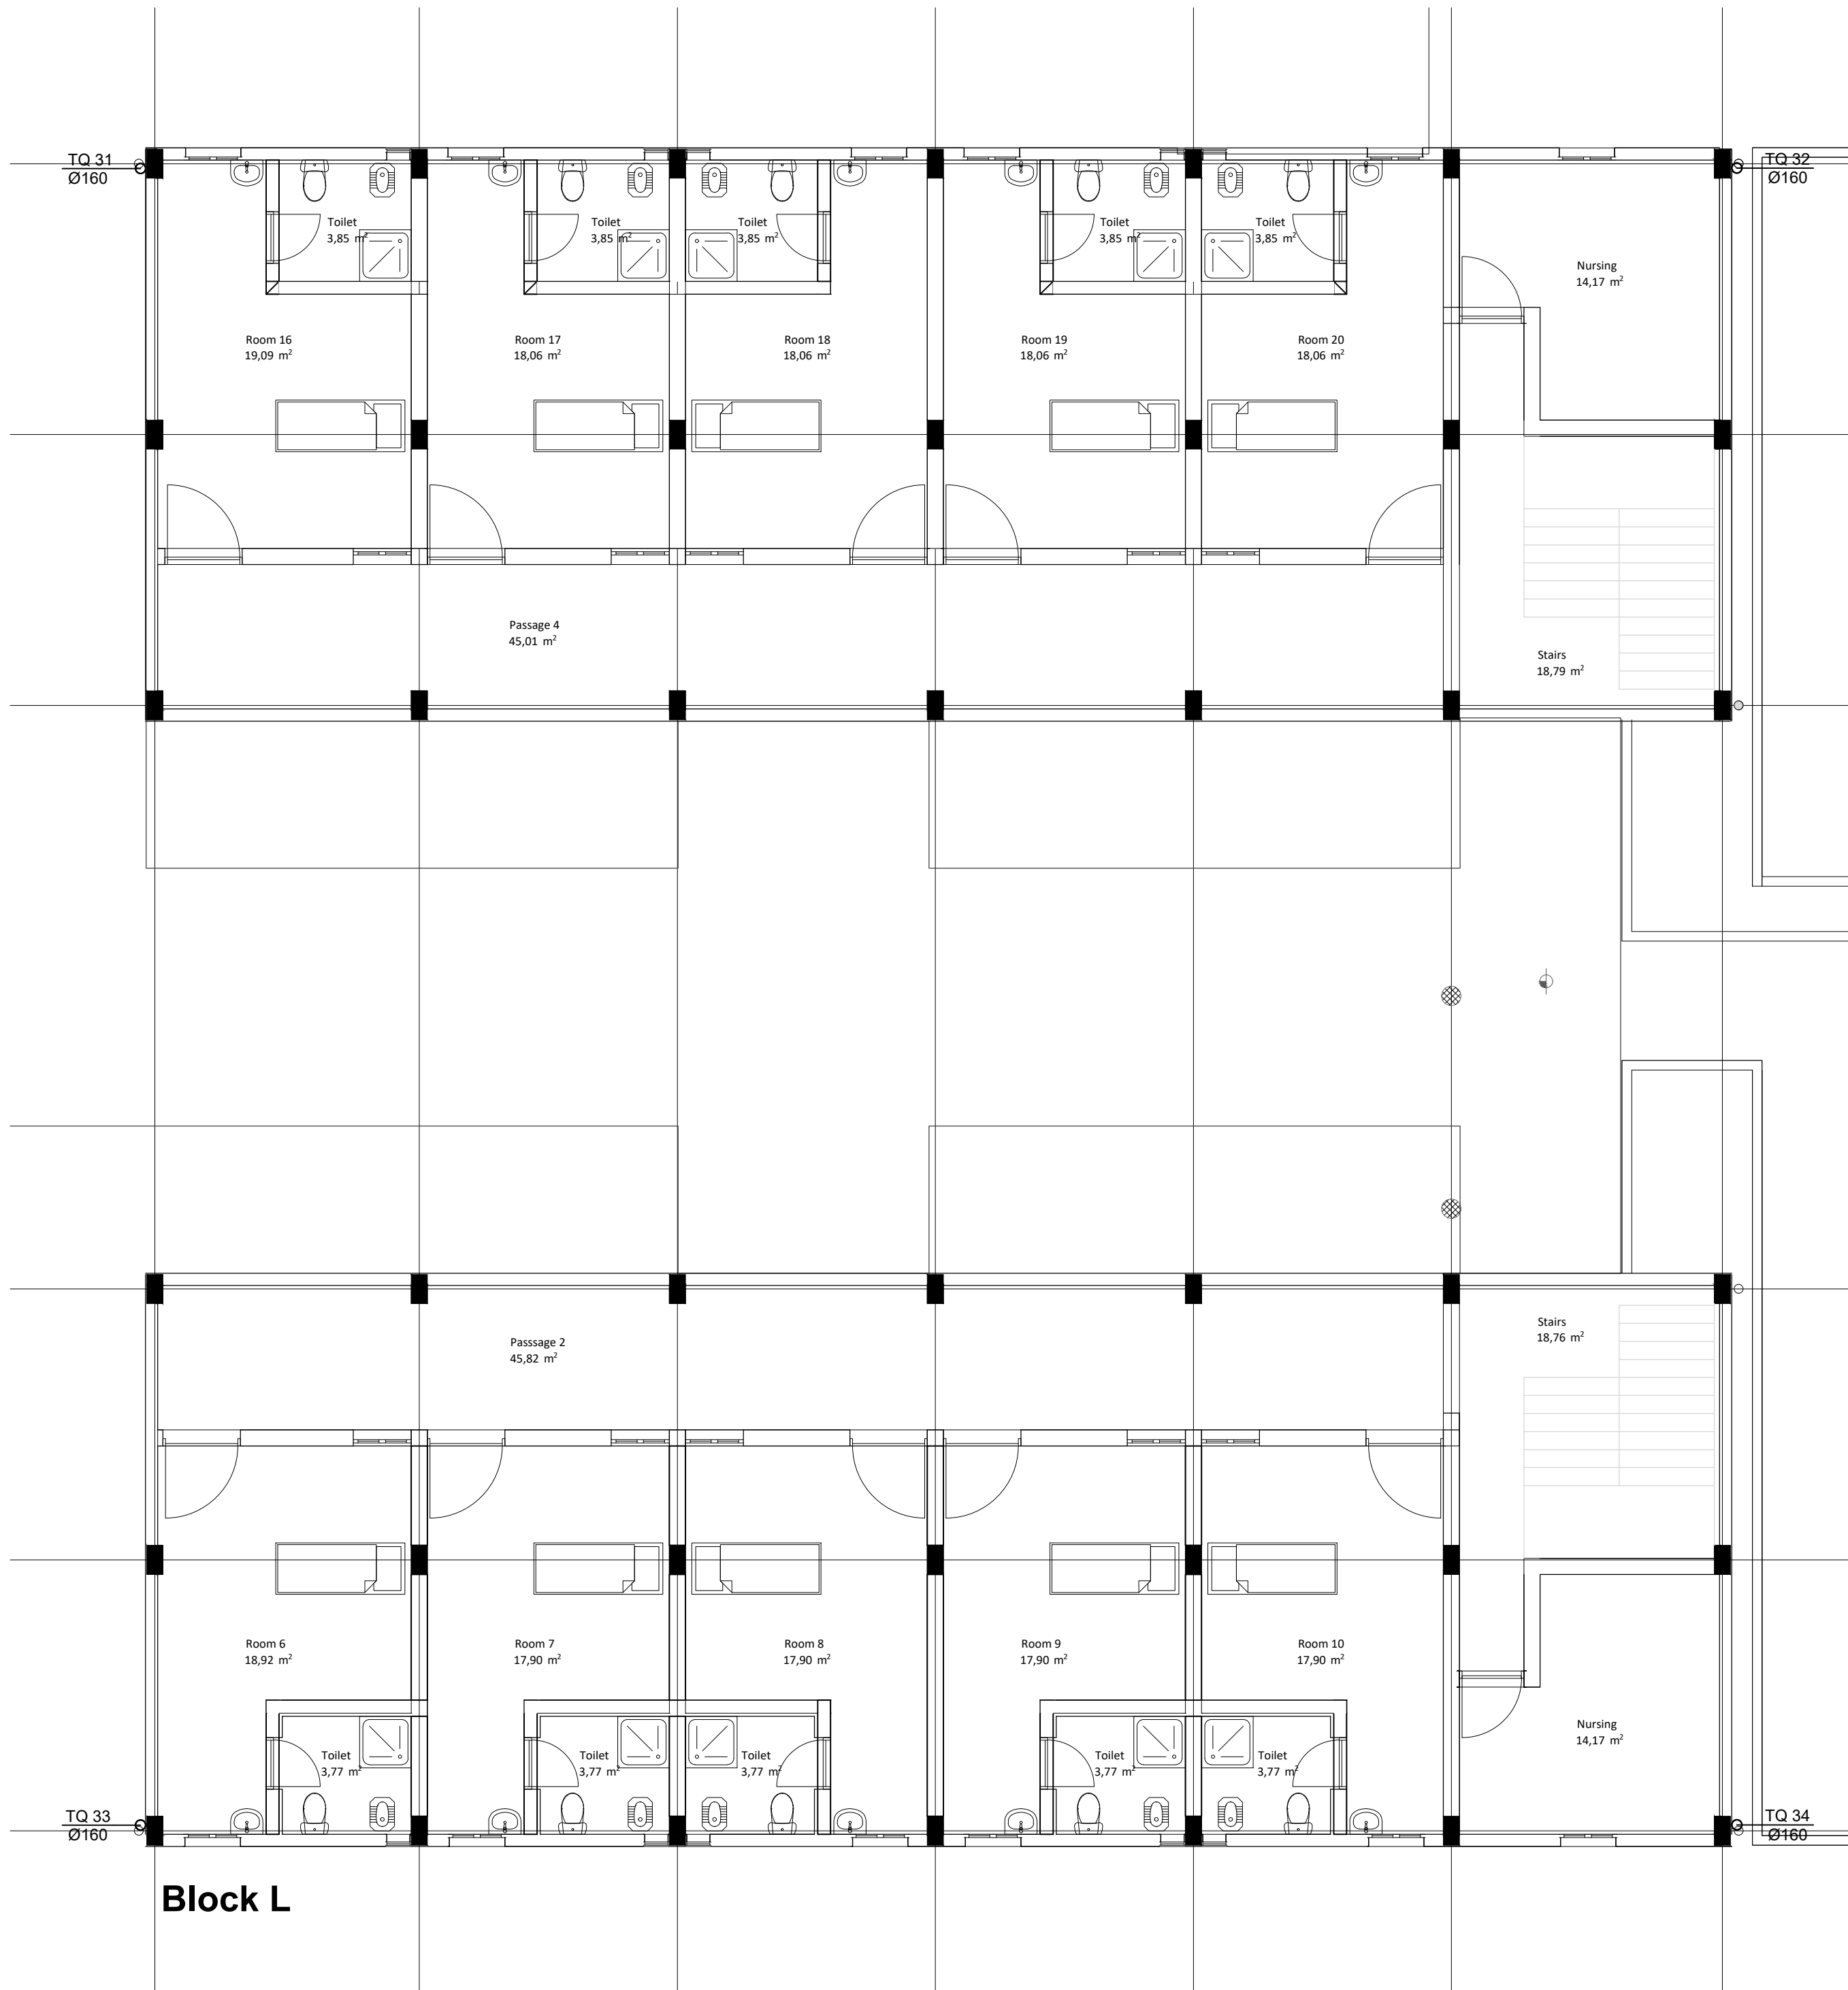 TQ 31
Ø160
TQ 32
Ø160
Toilet
3,85 m²
Toilet
3,85 m²
Toilet
3,85 m²
Toilet
3,85 m²
Toilet
3,85 m²
Nursing
14,17 m²
Room 16
19,09 m²
Room 17
18,06 m²
Room 18
18,06 m²
Room 19
18,06 m²
Room 20
18,06 m²
Passage 4
45,01 m²
Stairs
18,79 m²
Stairs
18,76 m²
Passsage 2
45,82 m²
Room 6
18,92 m²
Room 7
17,90 m²
Room 8
17,90 m²
Room 9
17,90 m²
Room 10
17,90 m²
Nursing
14,17 m²
Toilet
3,77 m²
Toilet
3,77 m²
Toilet
3,77 m²
Toilet
3,77 m²
Toilet
3,77 m²
TQ 33
Ø160
TQ 34
Ø160
Block L